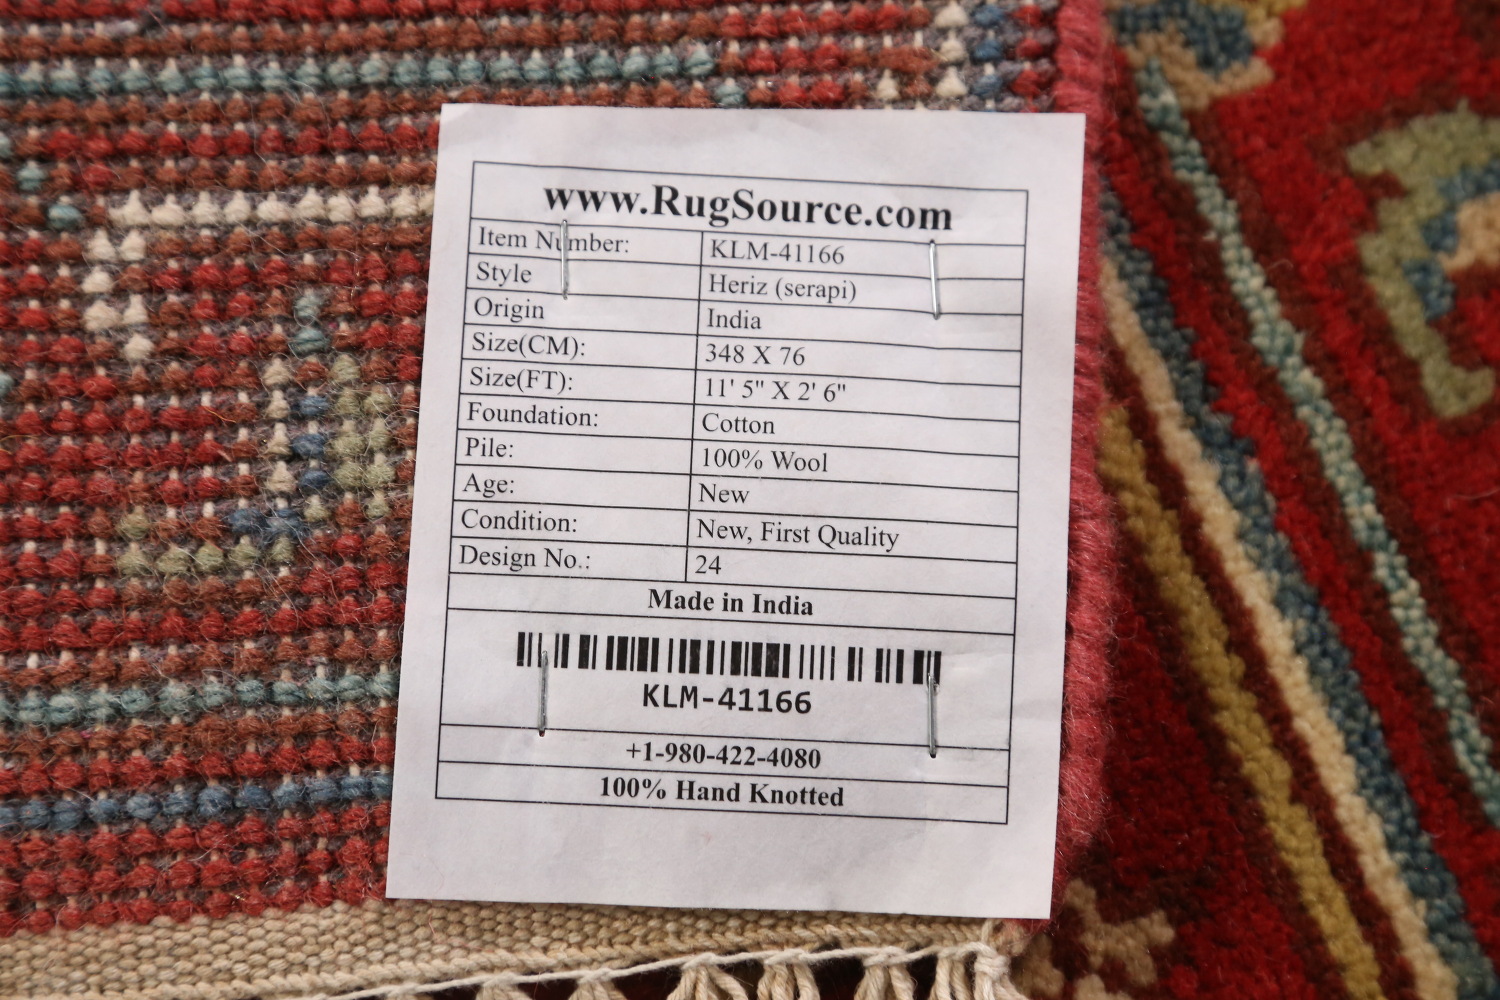 www.RugSource.com
Item Number: KLM-41166
Style Heriz (serapi)
Origin India
Size(CM): 348 X 76
Size(FT): 11' 5" X 2' 6"
Foundation: Cotton
Pile: 100% Wool
Age: New
Condition: New, First Quality
Design No.: 24
Made in India
KLM-41166
+1-980-422-4080
100% Hand Knotted